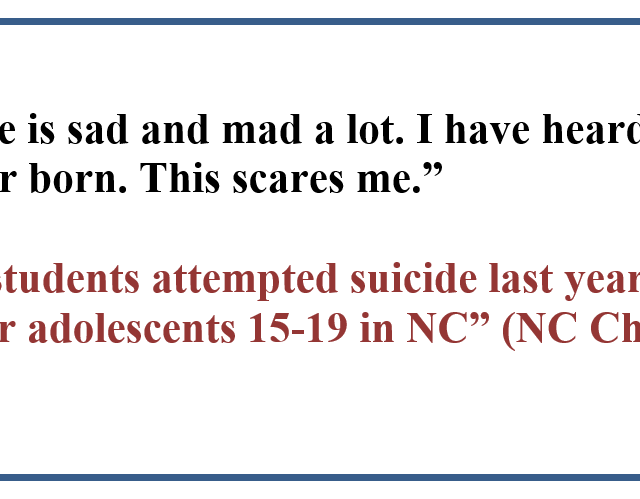 e is sad and mad a lot. I have heard
r born. This scares me.”
students attempted suicide last year
r adolescents 15-19 in NC” (NC Ch